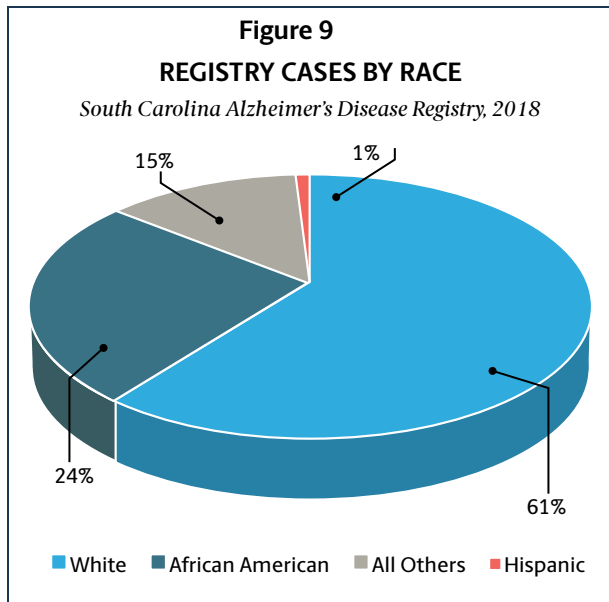 Figure 9
REGISTRY CASES BY RACE
South Carolina Alzheimer's Disease Registry, 2018
1%
15%
24%
61%
White African American All Others Hispanic